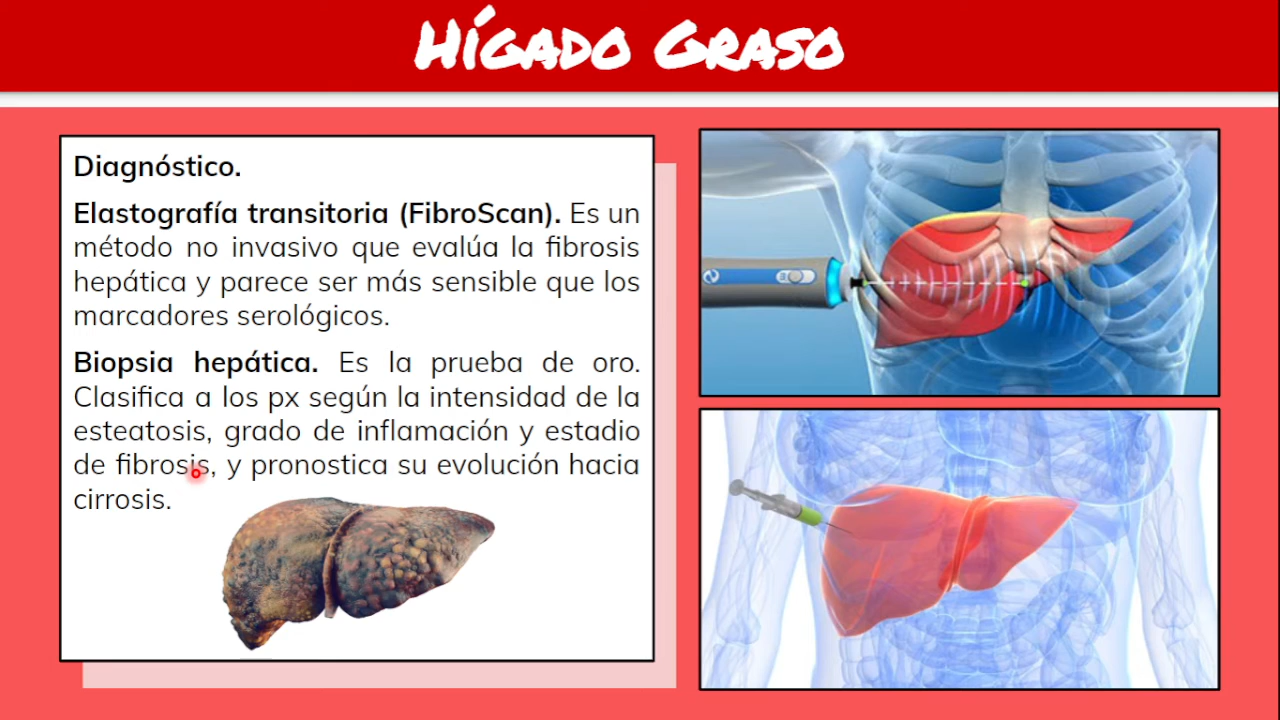 Hígado Graso
Diagnóstico.
Elastografía transitoria (FibroScan). Es un
método no invasivo que evalúa la fibrosis
hepática y parece ser más sensible que los
marcadores serológicos.
Biopsia hepática. Es la prueba de oro.
Clasifica a los px según la intensidad de la
esteatosis, grado de inflamación y estadio
de fibrosis, y pronostica su evolución hacia
cirrosis.